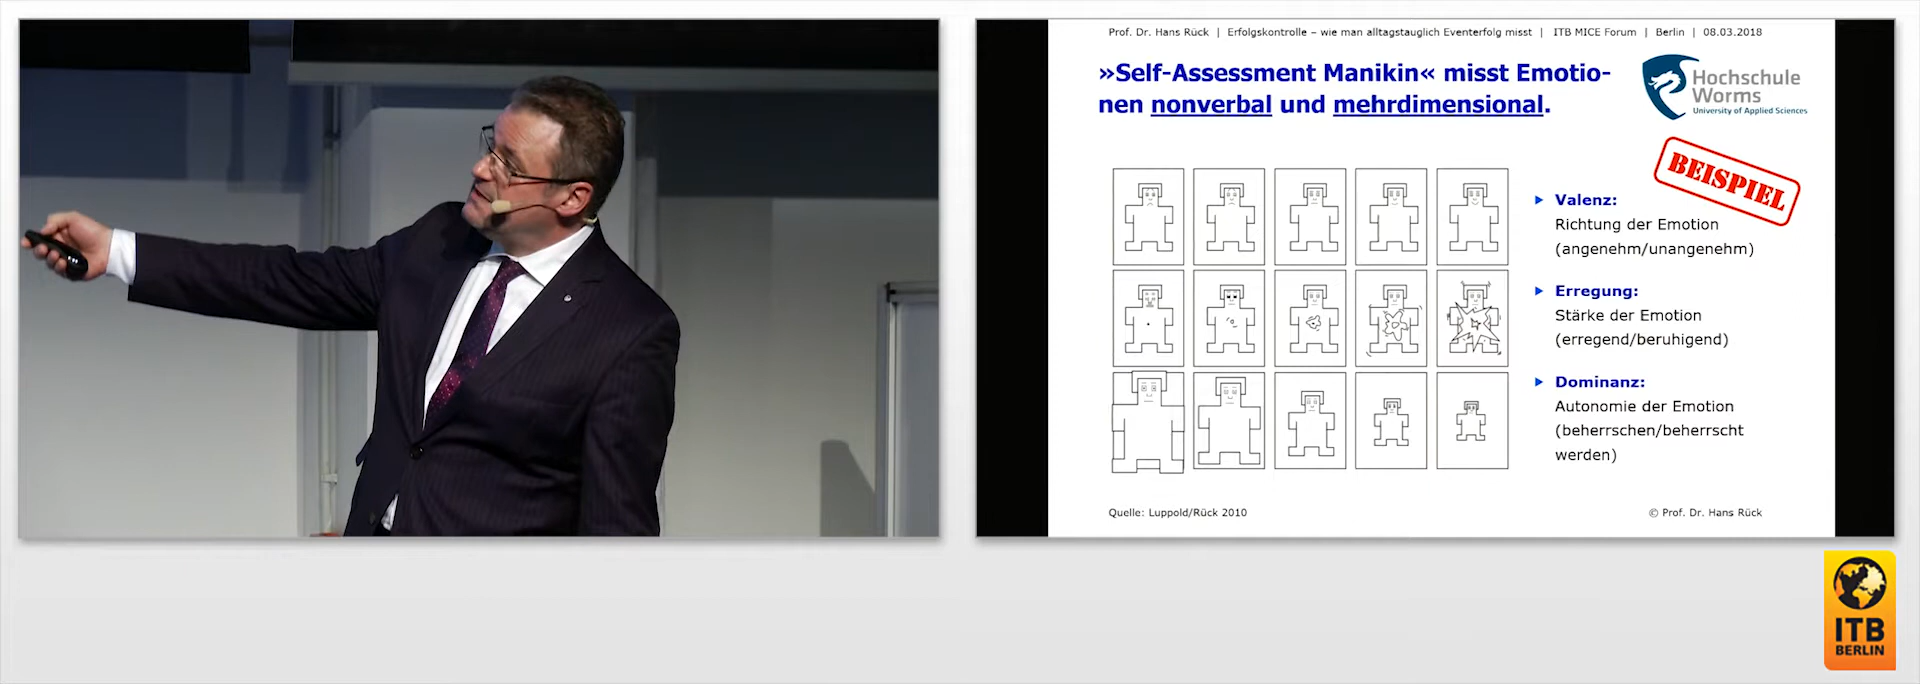 Prof. Dr. Hans Rück | Erfolgskontrolle – wie man alltagstauglich Eventerfolg misst | ITB MICE Forum | Berlin | 08.03.2018
»Self-Assessment Manikin« misst Emotio-
nen nonverbal und mehrdimensional.
Hochschule
Worms
University of Applied Sciences
BEISPIEL
Valenz:
Richtung der Emotion
(angenehm/unangenehm)
Erregung:
Stärke der Emotion
(erregend/beruhigend)
Dominanz:
Autonomie der Emotion
(beherrschen/beherrscht
werden)
Quelle: Luppold/Rück 2010
© Prof. Dr. Hans Rück
ITB
BERLIN